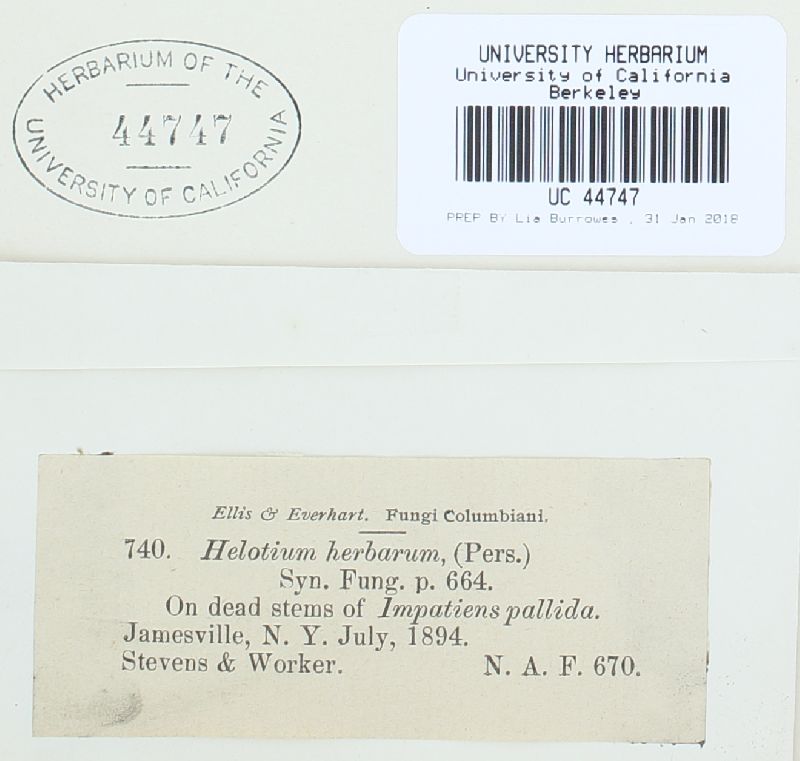 HERBARIUM OF THE
44747
UNIVERSITY OF CALIFORNIA
UNIVERSITY HERBARIUM
University of California
Berkeley
UC 44747
PREP BY Lia Burrowes , 31 Jan 2018
Ellis & Everhart. Fungi Columbiani.
740. Helotium herbarum, (Pers.)
Syn. Fung. p. 664.
On dead stems of Impatiens pallida.
Jamesville, N. Y. July, 1894.
Stevens & Worker. N. A. F. 670.